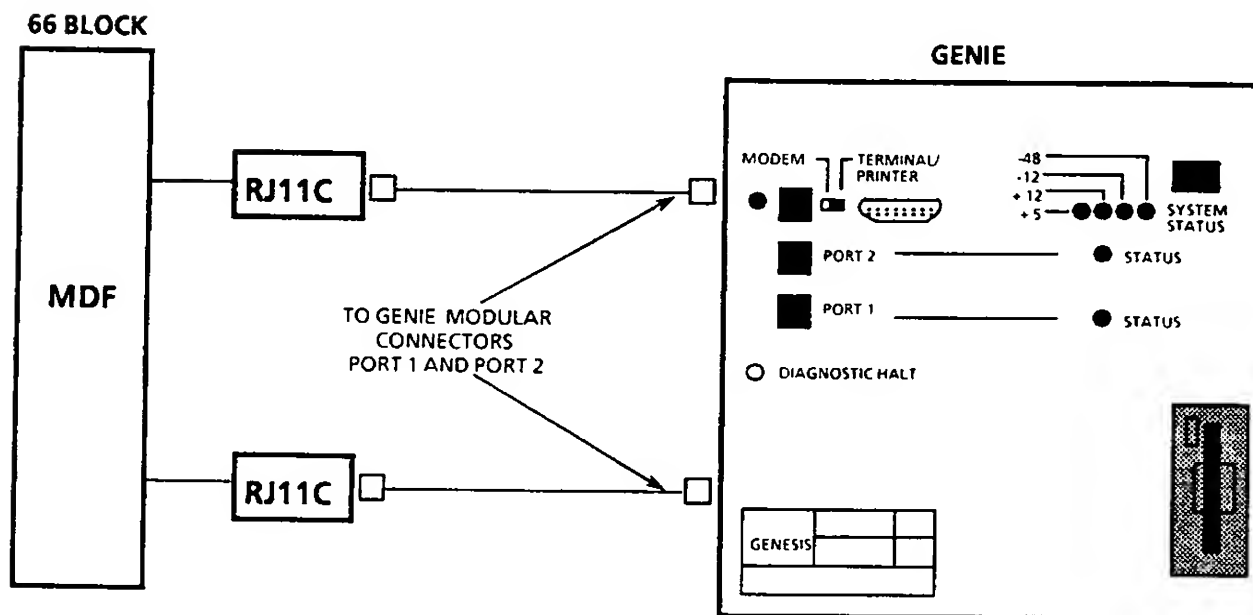 66 BLOCK
MDF
RJ11C
RJ11C
TO GENIE MODULAR
CONNECTORS
PORT 1 AND PORT 2
GENIE
MODEM
TERMINAL/
PRINTER
-48
-12
+ 12
+ 5
SYSTEM
STATUS
PORT 2
STATUS
PORT 1
STATUS
DIAGNOSTIC HALT
GENESIS